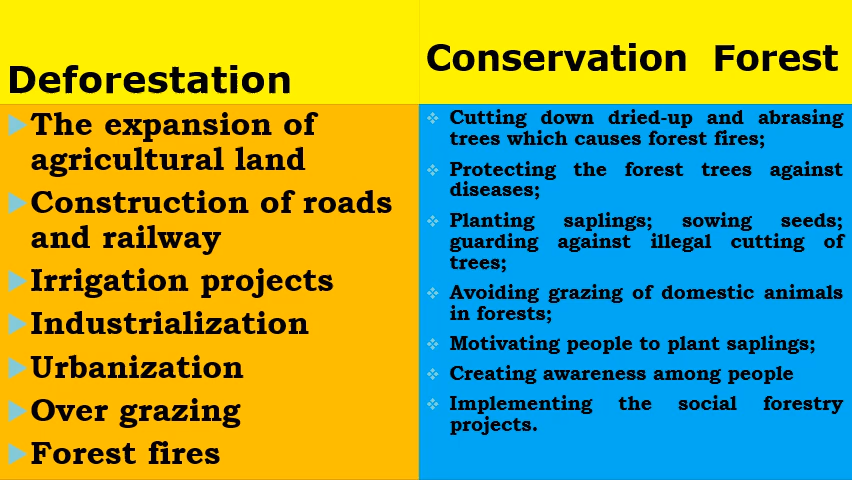 Deforestation
The expansion of
agricultural land
Construction of roads
and railway
Irrigation projects
Industrialization
Urbanization
Over grazing
Forest fires
Conservation Forest
Cutting down dried-up and abrasing
trees which causes forest fires;
Protecting the forest trees against
diseases;
Planting saplings; sowing seeds;
guarding against illegal cutting of
trees;
Avoiding grazing of domestic animals
in forests;
Motivating people to plant saplings;
Creating awareness among people
Implementing the social forestry
projects.